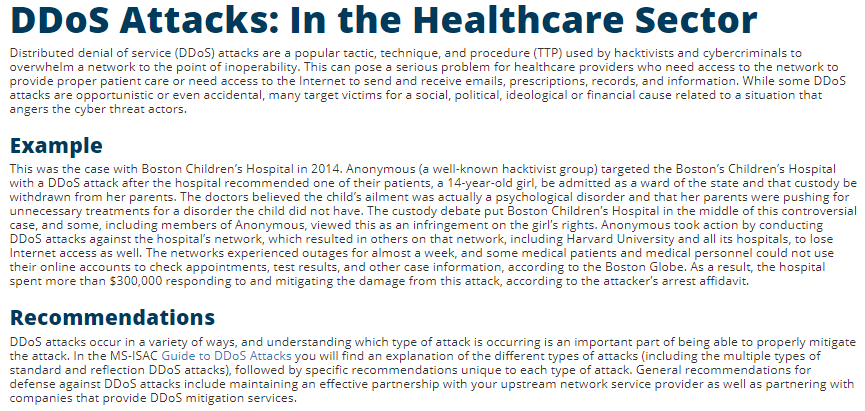 DDoS Attacks: In the Healthcare Sector
Distributed denial of service (DDoS) attacks are a popular tactic, technique, and procedure (TTP) used by hacktivists and cybercriminals to
overwhelm a network to the point of inoperability. This can pose a serious problem for healthcare providers who need access to the network to
provide proper patient care or need access to the Internet to send and receive emails, prescriptions, records, and information. While some DDoS
attacks are opportunistic or even accidental, many target victims for a social, political, ideological or financial cause related to a situation that
angers the cyber threat actors.
Example
This was the case with Boston Children's Hospital in 2014. Anonymous (a well-known hacktivist group) targeted the Boston's Children's Hospital
with a DDoS attack after the hospital recommended one of their patients, a 14-year-old girl, be admitted as a ward of the state and that custody be
withdrawn from her parents. The doctors believed the child's ailment was actually a psychological disorder and that her parents were pushing for
unnecessary treatments for a disorder the child did not have. The custody debate put Boston Children's Hospital in the middle of this controversial
case, and some, including members of Anonymous, viewed this as an infringement on the girl's rights. Anonymous took action by conducting
DDoS attacks against the hospital's network, which resulted in others on that network, including Harvard University and all its hospitals, to lose
Internet access as well. The networks experienced outages for almost a week, and some medical patients and medical personnel could not use
their online accounts to check appointments, test results, and other case information, according to the Boston Globe. As a result, the hospital
spent more than $300,000 responding to and mitigating the damage from this attack, according to the attacker's arrest affidavit.
Recommendations
DDoS attacks occur in a variety of ways, and understanding which type of attack is occurring is an important part of being able to properly mitigate
the attack. In the MS-ISAC Guide to DDoS Attacks you will find an explanation of the different types of attacks (including the multiple types of
standard and reflection DDoS attacks), followed by specific recommendations unique to each type of attack. General recommendations for
defense against DDoS attacks include maintaining an effective partnership with your upstream network service provider as well as partnering with
companies that provide DDoS mitigation services.